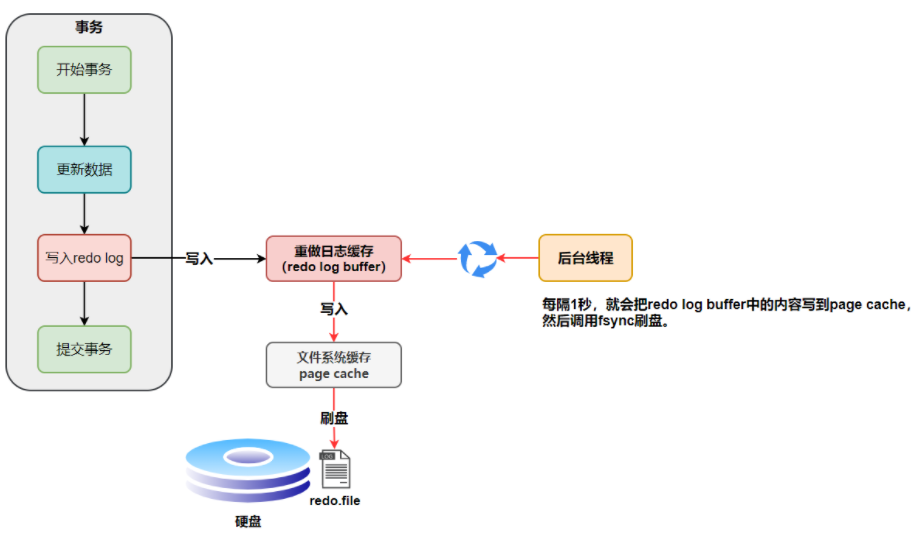 事务
开始事务
更新数据
写入redo log
提交事务
写入
重做日志缓存
（redo log buffer）
后台线程
每隔1秒，就会把redo log buffer中的内容写到page cache，
然后调用fsync刷盘。
写入
文件系统缓存
page cache
刷盘
LOG
redo.file
硬盘